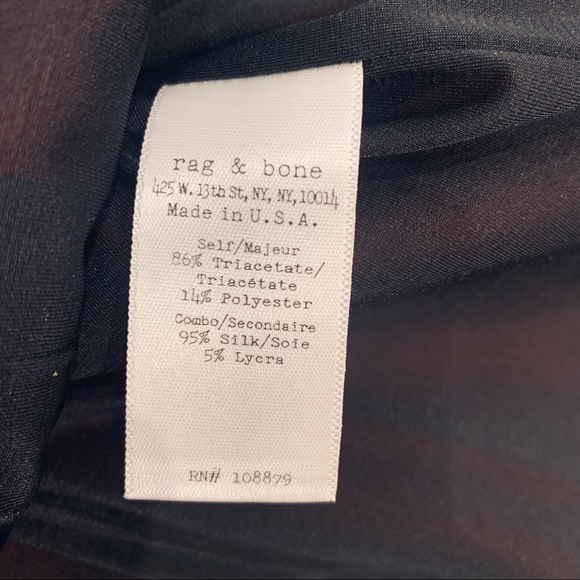 rag & bone
425 W. 13th St, NY, NY, 10014
Made in U.S.A.
Self/Majeur
86% Triacetate/
Triacétate
14% Polyester
Combo/Secondaire
95% Silk/Soie
5% Lycra
RN# 108879